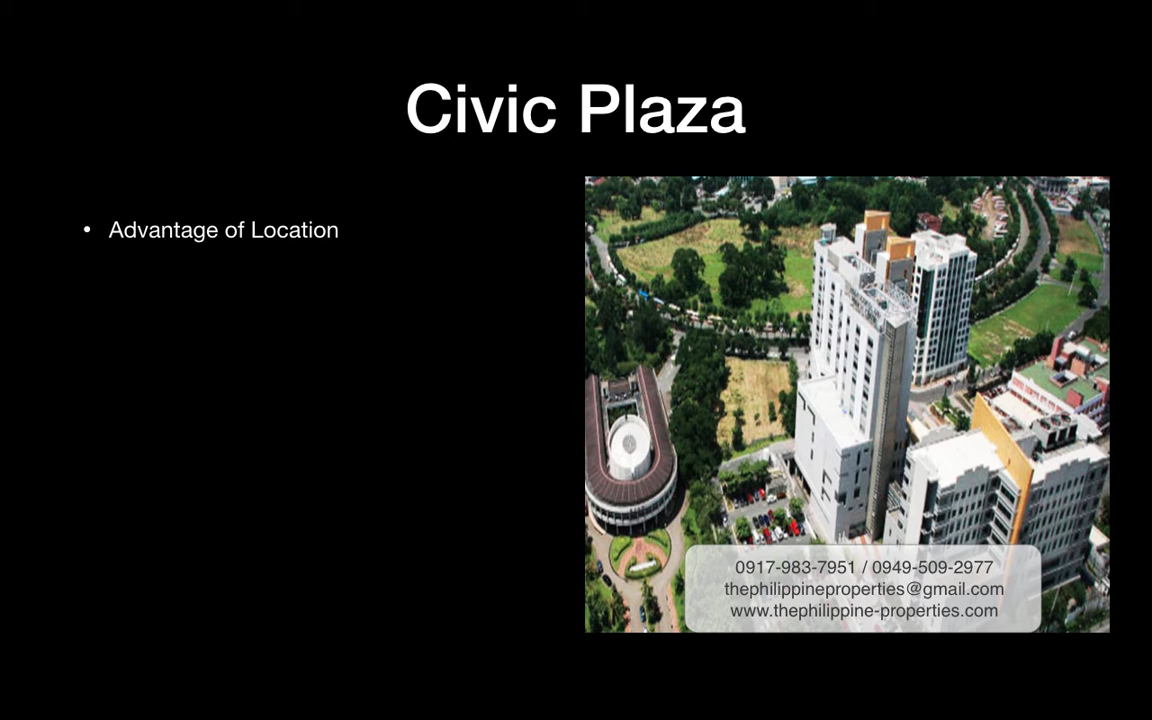 Civic Plaza
• Advantage of Location
0917-983-7951 / 0949-509-2977
thephilippineproperties@gmail.com
www.thephilippine-properties.com